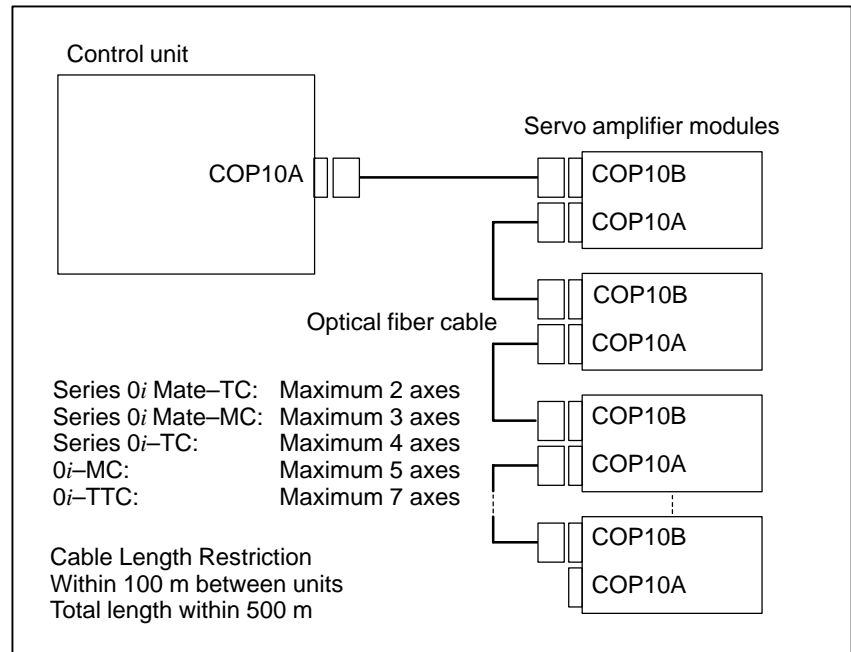 Control unit
Servo amplifier modules
COP10A
COP10B
COP10A
COP10B
Optical fiber cable
COP10A
Series 0i Mate–TC: Maximum 2 axes
Series 0i Mate–MC: Maximum 3 axes
Series 0i–TC: Maximum 4 axes
0i–MC: Maximum 5 axes
0i–TTC: Maximum 7 axes
COP10B
COP10A
Cable Length Restriction
Within 100 m between units
Total length within 500 m
COP10B
COP10A